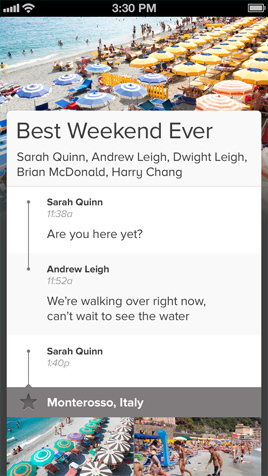 3:30 PM
Best Weekend Ever
Sarah Quinn, Andrew Leigh, Dwight Leigh,
Brian McDonald, Harry Chang
Sarah Quinn
11:38a
Are you here yet?
Andrew Leigh
11:52a
We're walking over right now,
can't wait to see the water
Sarah Quinn
1:40p
Monterosso, Italy